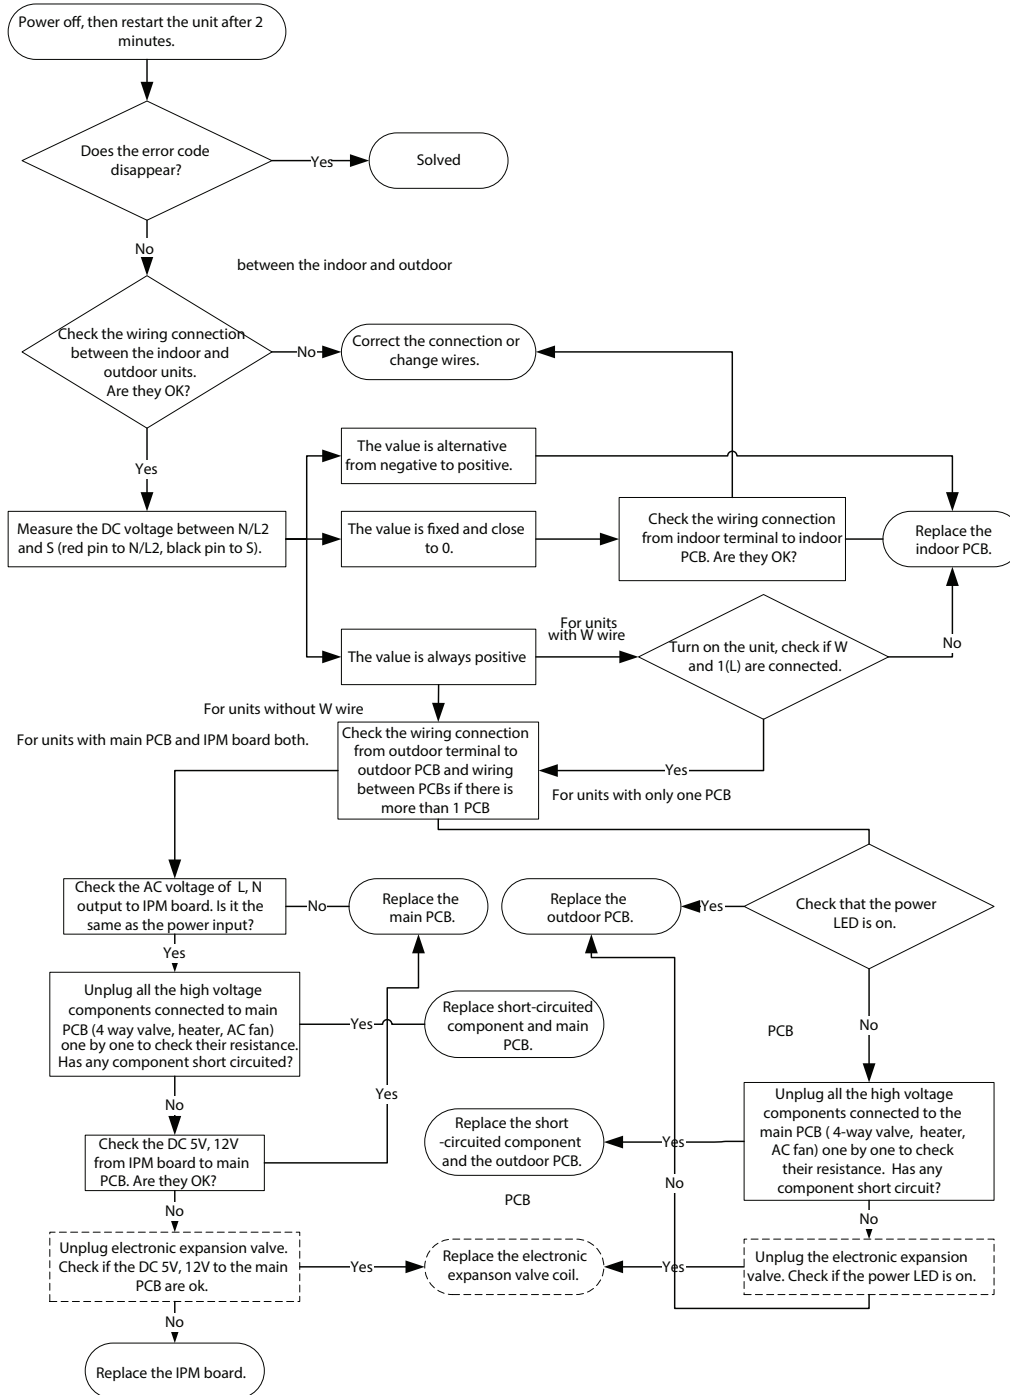 Power off, then restart the unit after 2
minutes.
Does the error code
disappear?
Yes
Solved
No
between the indoor and outdoor
Check the wiring connection
between the indoor and
outdoor units.
Are they OK?
No
Correct the connection or
change wires.
Yes
The value is alternative
from negative to positive.
Measure the DC voltage between N/L2
and S (red pin to N/L2, black pin to S).
The value is fixed and close
to 0.
Check the wiring connection
from indoor terminal to indoor
PCB. Are they OK?
Replace the
indoor PCB.
The value is always positive
For units
with W wire
Turn on the unit, check if W
and 1(L) are connected.
No
For units without W wire
For units with main PCB and IPM board both.
Check the wiring connection
from outdoor terminal to
outdoor PCB and wiring
between PCBs if there is
more than 1 PCB
Yes
For units with only one PCB
Check the AC voltage of L, N
output to IPM board. Is it the
same as the power input?
No
Replace the
main PCB.
Replace the
outdoor PCB.
Yes
Check that the power
LED is on.
Yes
Unplug all the high voltage
components connected to main
PCB (4 way valve, heater, AC fan)
one by one to check their resistance.
Has any component short circuited?
Yes
Replace short-circuited
component and main
PCB.
PCB
No
No
Yes
Check the DC 5V, 12V
from IPM board to main
PCB. Are they OK?
Replace the short
-circuited component
and the outdoor PCB.
Yes
Unplug all the high voltage
components connected to the
main PCB ( 4-way valve, heater,
AC fan) one by one to check
their resistance. Has any
component short circuit?
No
PCB
No
No
Unplug electronic expansion valve.
Check if the DC 5V, 12V to the main
PCB are ok.
Yes
Replace the electronic
expanson valve coil.
Yes
Unplug the electronic expansion
valve. Check if the power LED is on.
No
Replace the IPM board.